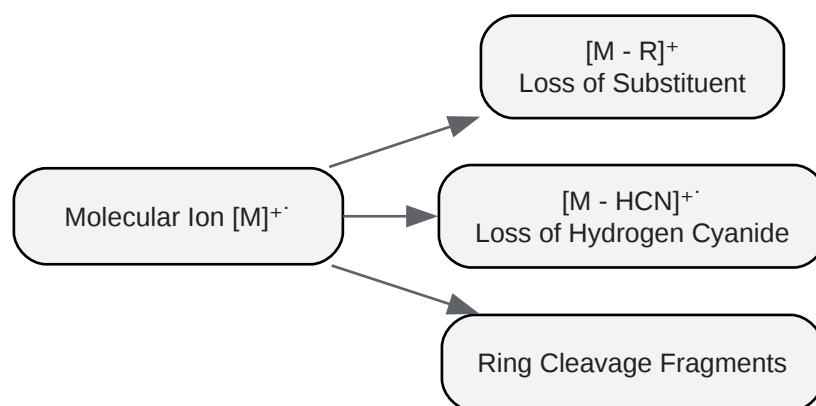 [M - R]⁺
Loss of Substituent
Molecular Ion [M]⁺˙
[M - HCN]⁺˙
Loss of Hydrogen Cyanide
Ring Cleavage Fragments